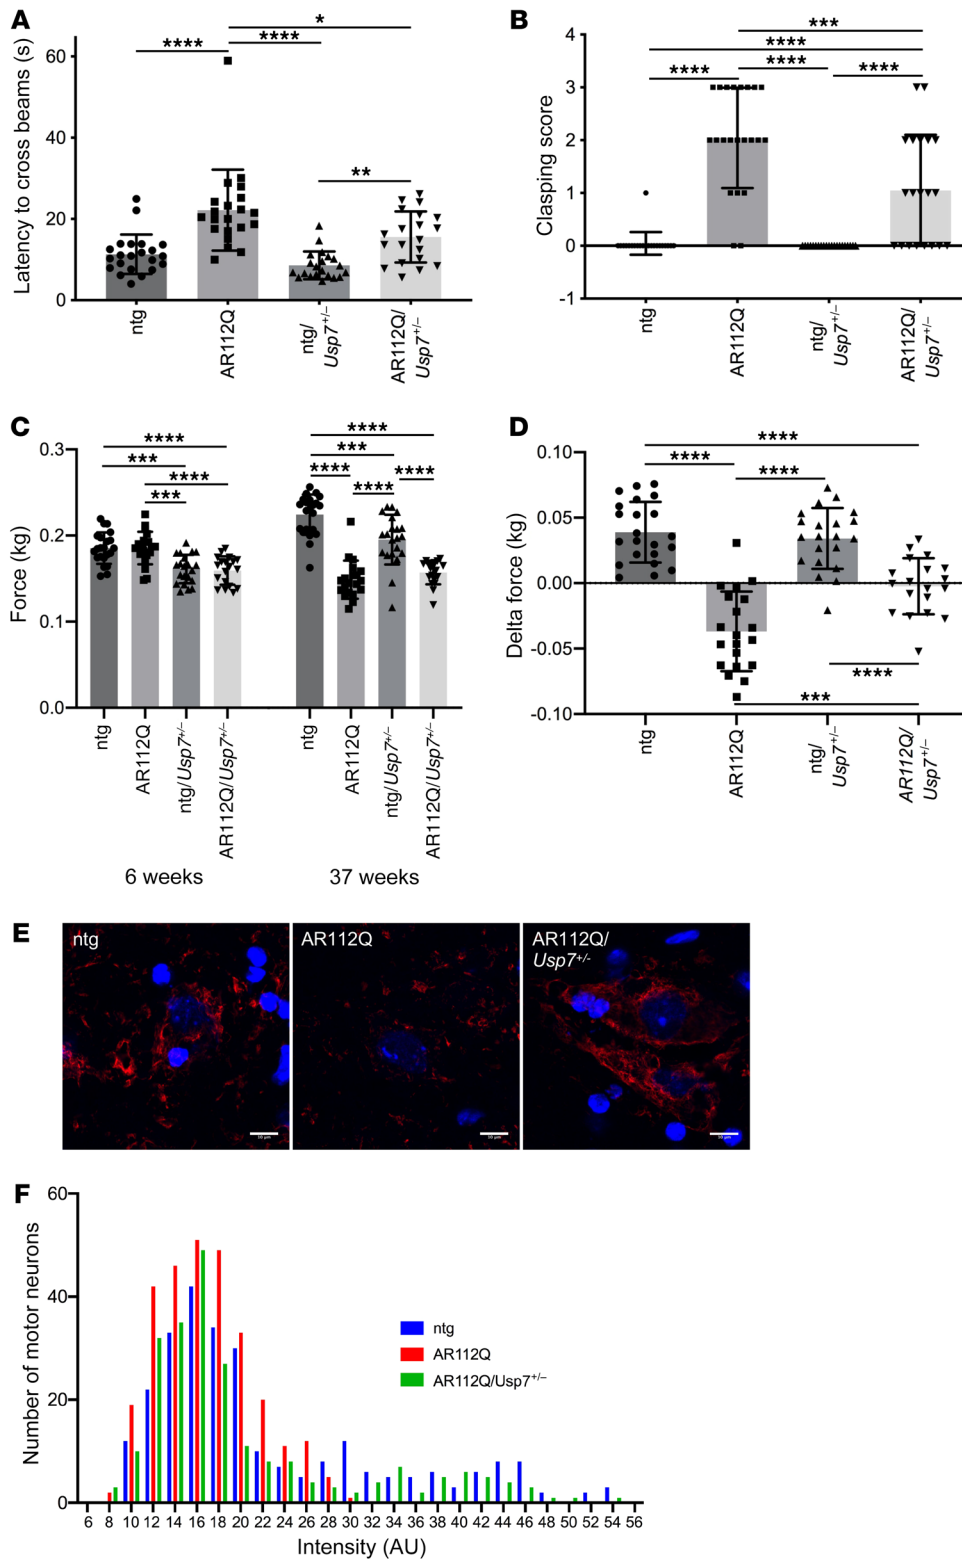 A
Latency to cross beams (s)
60
40
20
0
****
****
*
**
ntg
AR112Q
ntg/
Usp7+/–
AR112Q/
Usp7+/–
B
Clasping score
4
3
2
1
0
-1
***
****
****
****
****
ntg
AR112Q
ntg/
Usp7+/–
AR112Q/
Usp7+/–
C
Force (kg)
0.3
0.2
0.1
0.0
****
***
****
***
****
***
****
****
****
ntg
AR112Q
ntg/Usp7+/–
AR112Q/Usp7+/–
ntg
AR112Q
ntg/Usp7+/–
AR112Q/Usp7+/–
6 weeks
37 weeks
D
Delta force (kg)
0.10
0.05
0.00
-0.05
-0.10
****
****
****
****
***
ntg
AR112Q
ntg/
Usp7+/–
AR112Q/
Usp7+/–
E
ntg
AR112Q
AR112Q/
Usp7+/-
10 µm
10 µm
10 µm
F
Number of motor neurons
60
40
20
0
ntg
AR112Q
AR112Q/Usp7+/–
6 8 10 12 14 16 18 20 22 24 26 28 30 32 34 36 38 40 42 44 46 48 50 52 54 56
Intensity (AU)